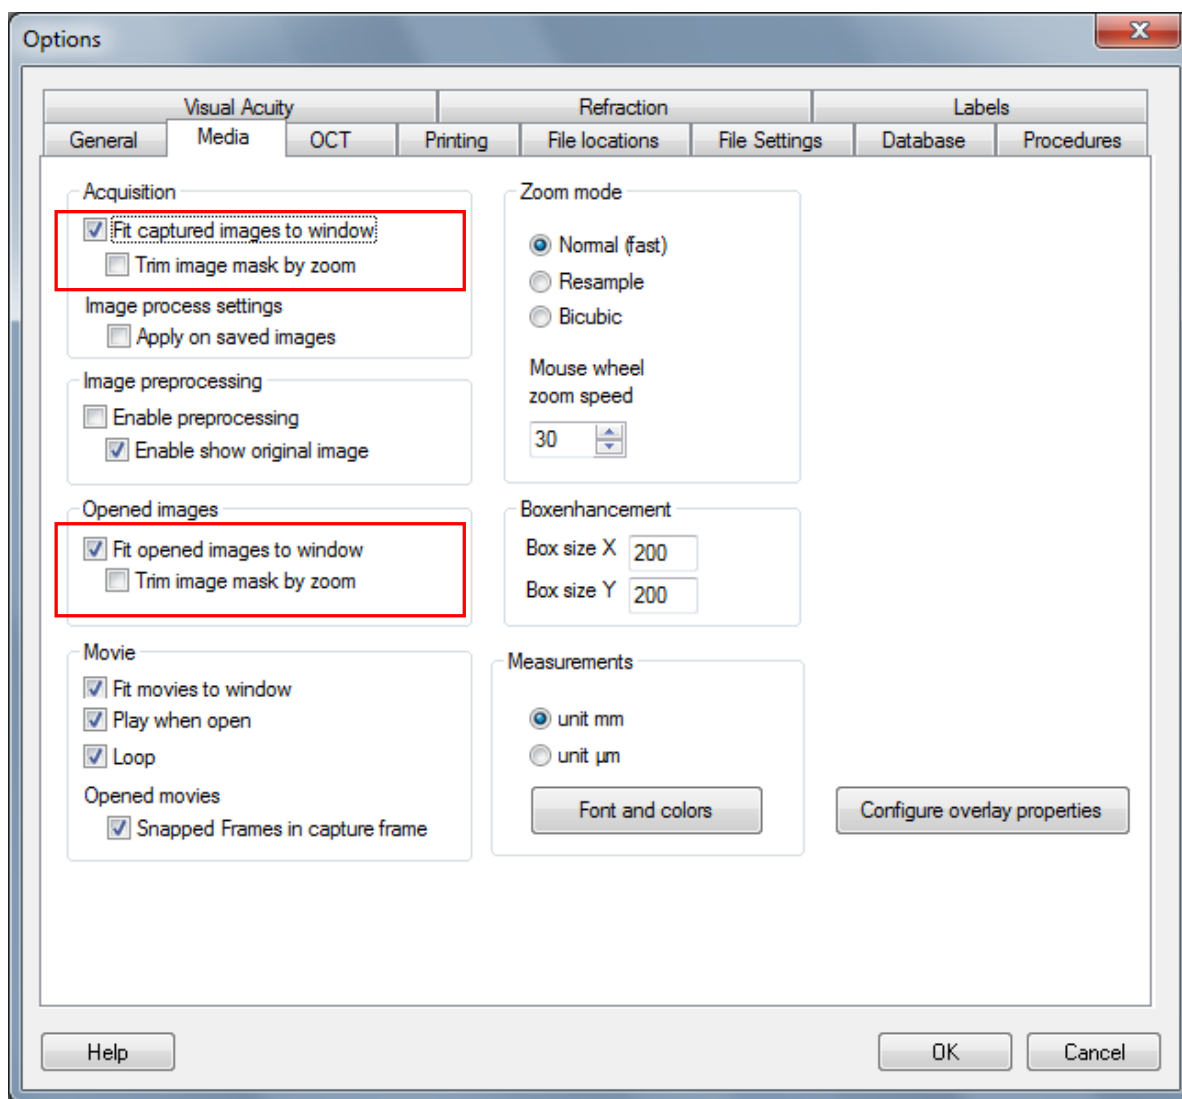 Options
Visual Acuity Refraction Labels
General Media OCT Printing File locations File Settings Database Procedures
Acquisition
Fit captured images to window
Trim image mask by zoom
Image process settings
Apply on saved images
Image preprocessing
Enable preprocessing
Enable show original image
Opened images
Fit opened images to window
Trim image mask by zoom
Movie
Fit movies to window
Play when open
Loop
Opened movies
Snapped Frames in capture frame
Zoom mode
Normal (fast)
Resample
Bicubic
Mouse wheel
zoom speed
30
Boxenhancement
Box size X 200
Box size Y 200
Measurements
unit mm
unit µm
Font and colors
Configure overlay properties
Help OK Cancel